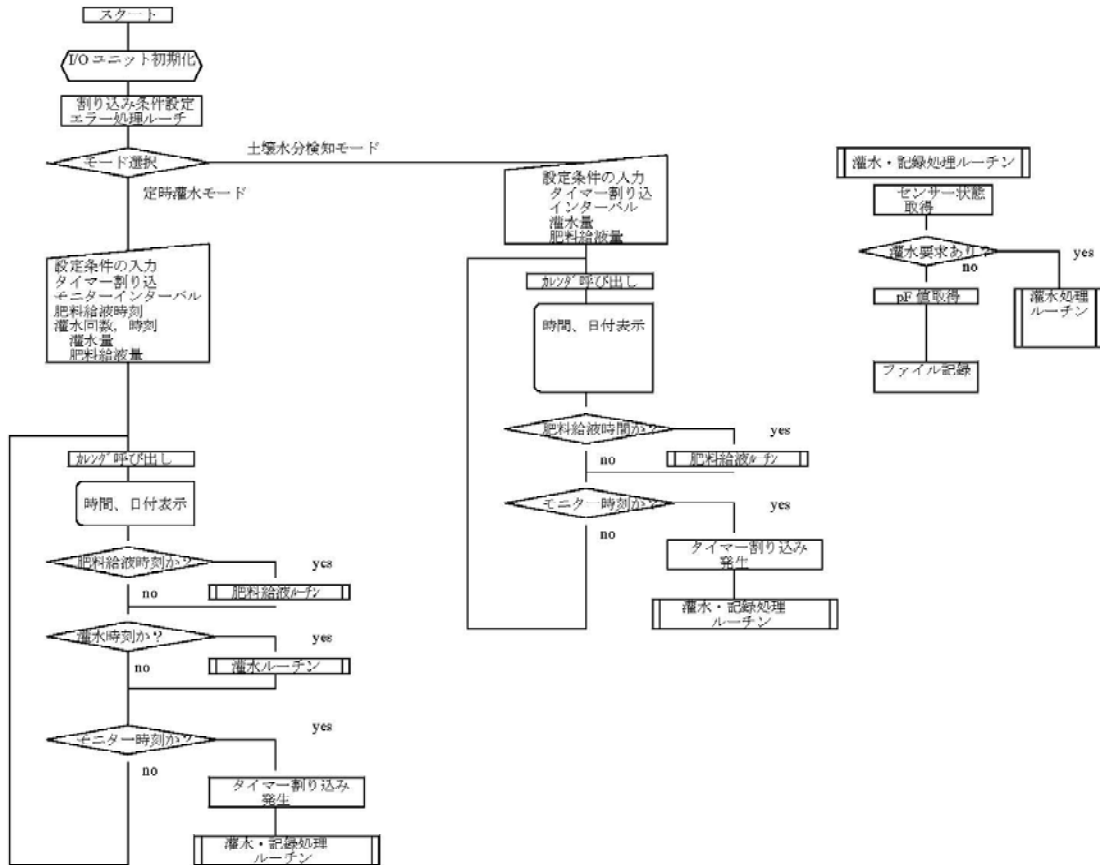 スタート
I/Oユニット初期化
割り込み条件設定
エラー処理ルーチ
モード選択
土壌水分検知モード
定時灌水モード
設定条件の入力
タイマー割り込
モニターインターバル
肥料給液時刻
灌水回数，時刻
灌水量
肥料給液量
カレンダ呼び出し
時間、日付表示
肥料給液時刻か？
yes
no
肥料給液ルーチン
灌水時刻か？
yes
no
灌水ルーチン
モニター時刻か？
yes
no
タイマー割り込み
発生
灌水・記録処理
ルーチン
設定条件の入力
タイマー割り込
インターバル
灌水量
肥料給液量
カレンダ呼び出し
時間、日付表示
肥料給液時間か？
yes
no
肥料給液ルーチン
モニター時刻か？
yes
no
タイマー割り込み
発生
灌水・記録処理
ルーチン
灌水・記録処理ルーチン
センサー状態
取得
灌水要求あり？
yes
no
pF値取得
灌水処理
ルーチン
ファイル記録